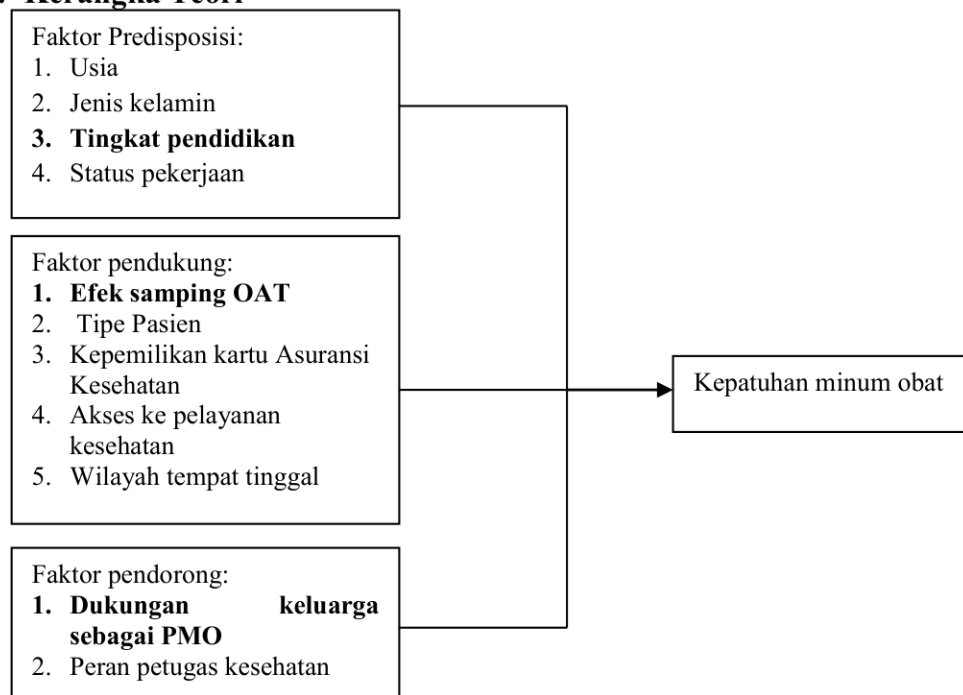 Kerangka Teori
Faktor Predisposisi:
1. Usia
2. Jenis kelamin
3. Tingkat pendidikan
4. Status pekerjaan
Faktor pendukung:
1. Efek samping OAT
2. Tipe Pasien
3. Kepemilikan kartu Asuransi
Kesehatan
4. Akses ke pelayanan
kesehatan
5. Wilayah tempat tinggal
Kepatuhan minum obat
Faktor pendorong:
1. Dukungan keluarga
sebagai PMO
2. Peran petugas kesehatan